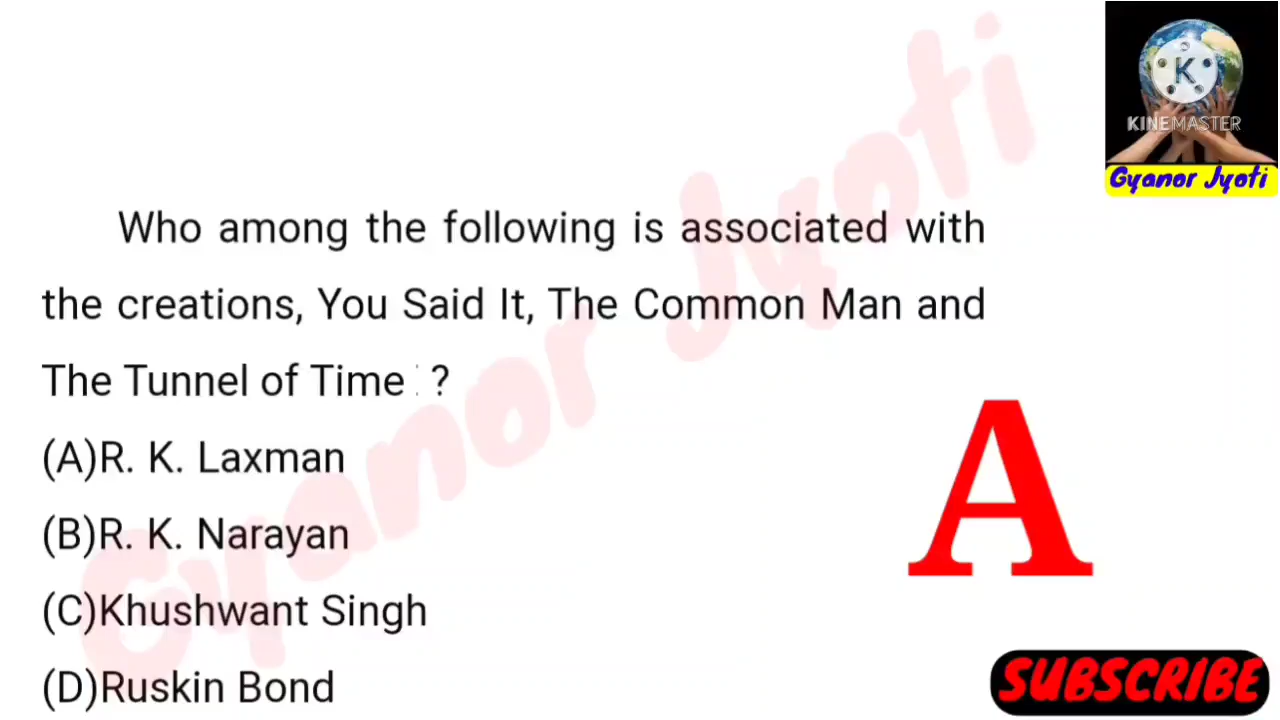 K
KINEMASTER
Gyanor Jyoti
Gyanor Jyoti
Who among the following is associated with
the creations, You Said It, The Common Man and
The Tunnel of Time ?
(A)R. K. Laxman
(B)R. K. Narayan
(C)Khushwant Singh
(D)Ruskin Bond
A
SUBSCRIBE